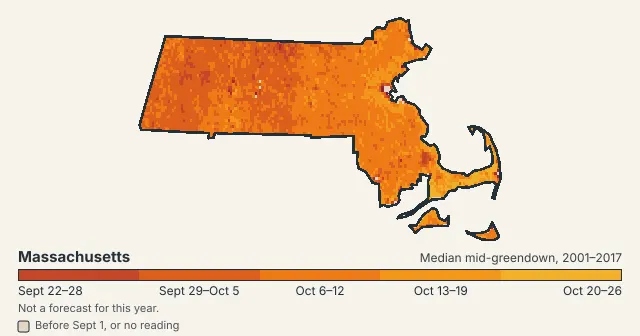 Massachusetts
Median mid-greendown, 2001–2017
Sept 22–28 Sept 29–Oct 5 Oct 6–12 Oct 13–19 Oct 20–26
Not a forecast for this year.
Before Sept 1, or no reading